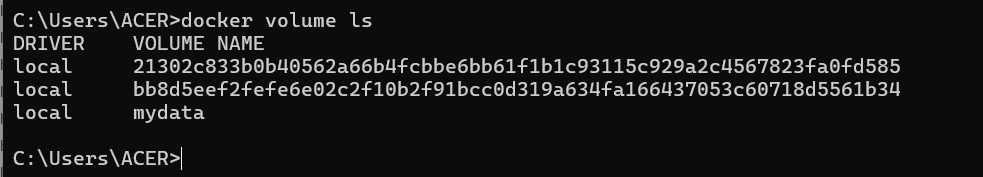 C:\Users\ACER>docker volume ls
DRIVER    VOLUME NAME
local     21302c833b0b40562a66b4fcbbe6bb61f1b1c93115c929a2c4567823fa0fd585
local     bb8d5eef2fefe6e02c2f10b2f91bcc0d319a634fa166437053c60718d5561b34
local     mydata
C:\Users\ACER>